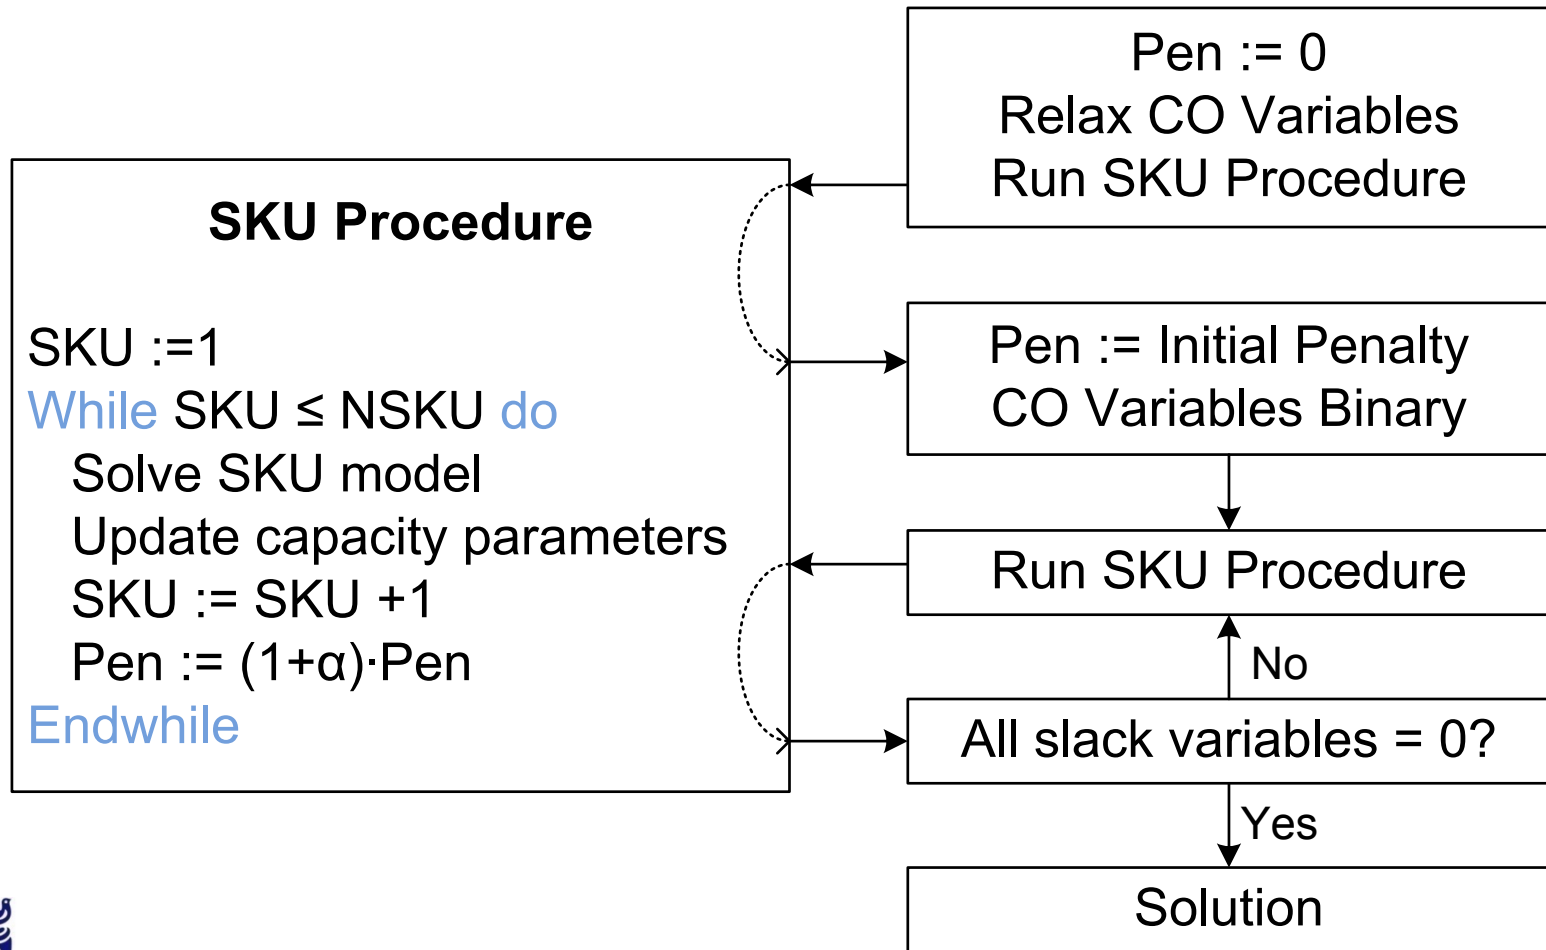 Pen := 0
Relax CO Variables
Run SKU Procedure
SKU Procedure
SKU :=1
While SKU ≤ NSKU do
Solve SKU model
Update capacity parameters
SKU := SKU +1
Pen := (1+α)·Pen
Endwhile
Pen := Initial Penalty
CO Variables Binary
Run SKU Procedure
No
All slack variables = 0?
Yes
Solution